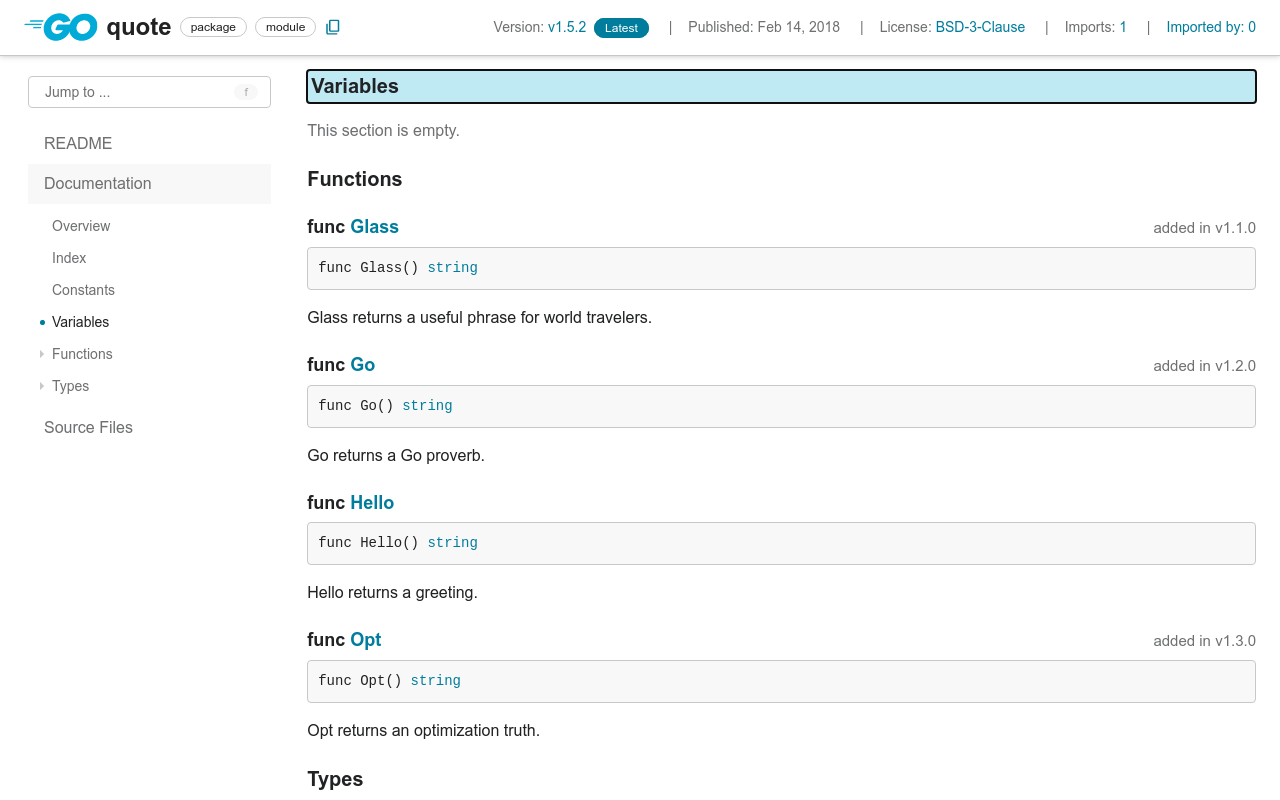 GO quote package module
Version: v1.5.2 Latest | Published: Feb 14, 2018 | License: BSD-3-Clause | Imports: 1 | Imported by: 0
Jump to ... f
README
Documentation
Overview
Index
Constants
Variables
Functions
Types
Source Files
Variables
This section is empty.
Functions
func Glass added in v1.1.0
func Glass() string
Glass returns a useful phrase for world travelers.
func Go added in v1.2.0
func Go() string
Go returns a Go proverb.
func Hello
func Hello() string
Hello returns a greeting.
func Opt added in v1.3.0
func Opt() string
Opt returns an optimization truth.
Types